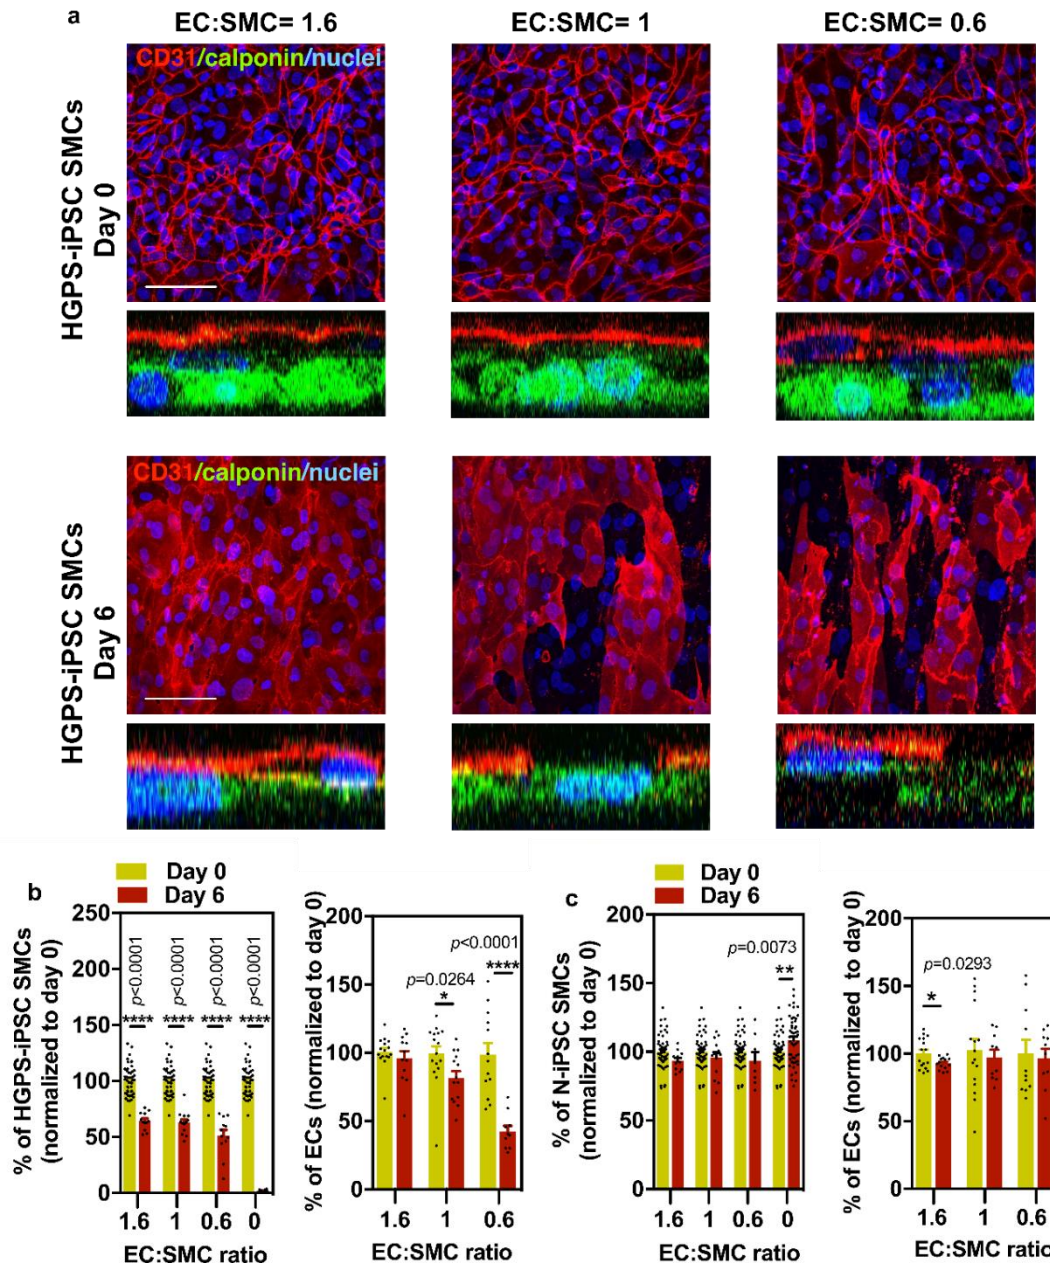 a
EC:SMC= 1.6
EC:SMC= 1
EC:SMC= 0.6
HGPS-iPSC SMCs
Day 0
CD31/calponin/nuclei
HGPS-iPSC SMCs
Day 6
CD31/calponin/nuclei
b
Day 0
Day 6
% of HGPS-iPSC SMCs
(normalized to day 0)
250
200
150
100
50
0
p<0.0001
p<0.0001
p<0.0001
p<0.0001
****
****
****
****
1.6
1
0.6
0
EC:SMC ratio
% of ECs (normalized to day 0)
200
150
100
50
0
p<0.0001
****
p=0.0264
*
1.6
1
0.6
EC:SMC ratio
c
Day 0
Day 6
% of N-iPSC SMCs
(normalized to day 0)
200
150
100
50
0
p=0.0073
**
1.6
1
0.6
0
EC:SMC ratio
% of ECs (normalized to day 0)
200
150
100
50
0
p=0.0293
*
1.6
1
0.6
EC:SMC ratio